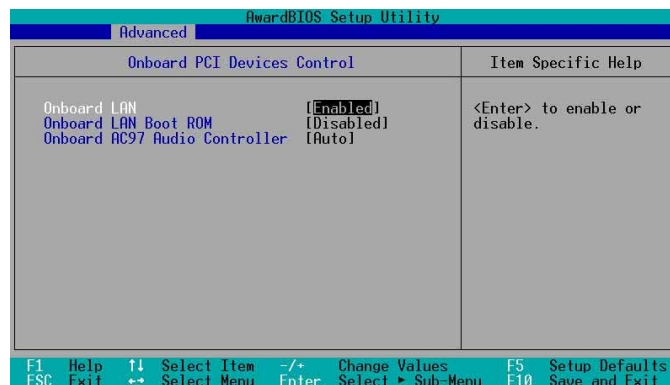 AwardBIOS Setup Utility
Advanced
Onboard PCI Devices Control
Item Specific Help
Onboard LAN [Enabled]
Onboard LAN Boot ROM [Disabled]
Onboard AC97 Audio Controller [Auto]
<Enter> to enable or
disable.
F1 Help ↑↓ Select Item -/+ Change Values F5 Setup Defaults
ESC Exit ←→ Select Menu Enter Select ► Sub-Menu F10 Save and Exit